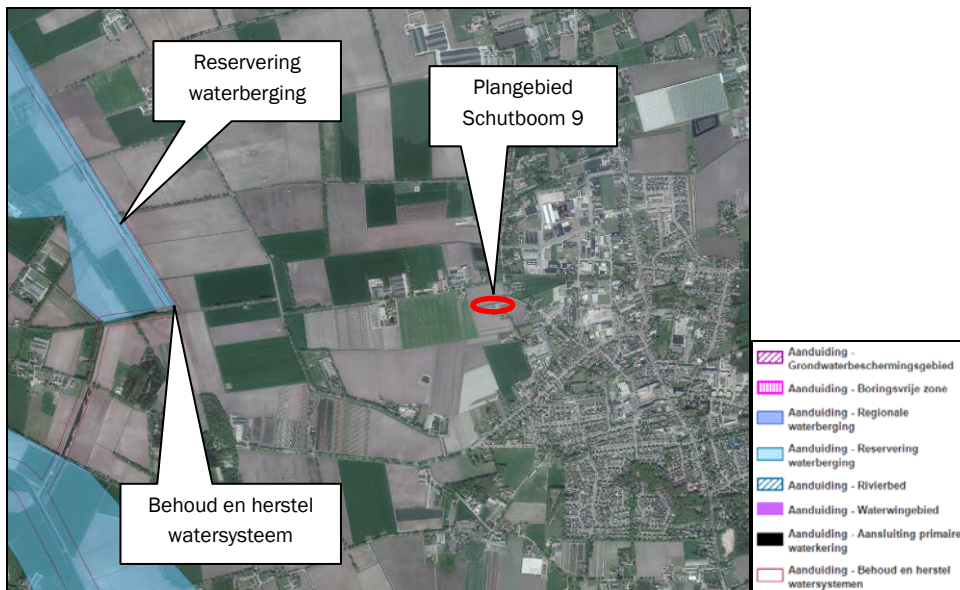 Reservering
waterberging
Plangebied
Schutboom 9
Behoud en herstel
watersysteem
Aanduiding -
Grondwaterbeschermingsgebied
Aanduiding - Boringsvrije zone
Aanduiding - Regionale
waterberging
Aanduiding - Reservering
waterberging
Aanduiding - Rivierbed
Aanduiding - Waterwingebied
Aanduiding - Aansluiting primaire
waterkering
Aanduiding - Behoud en herstel
watersystemen